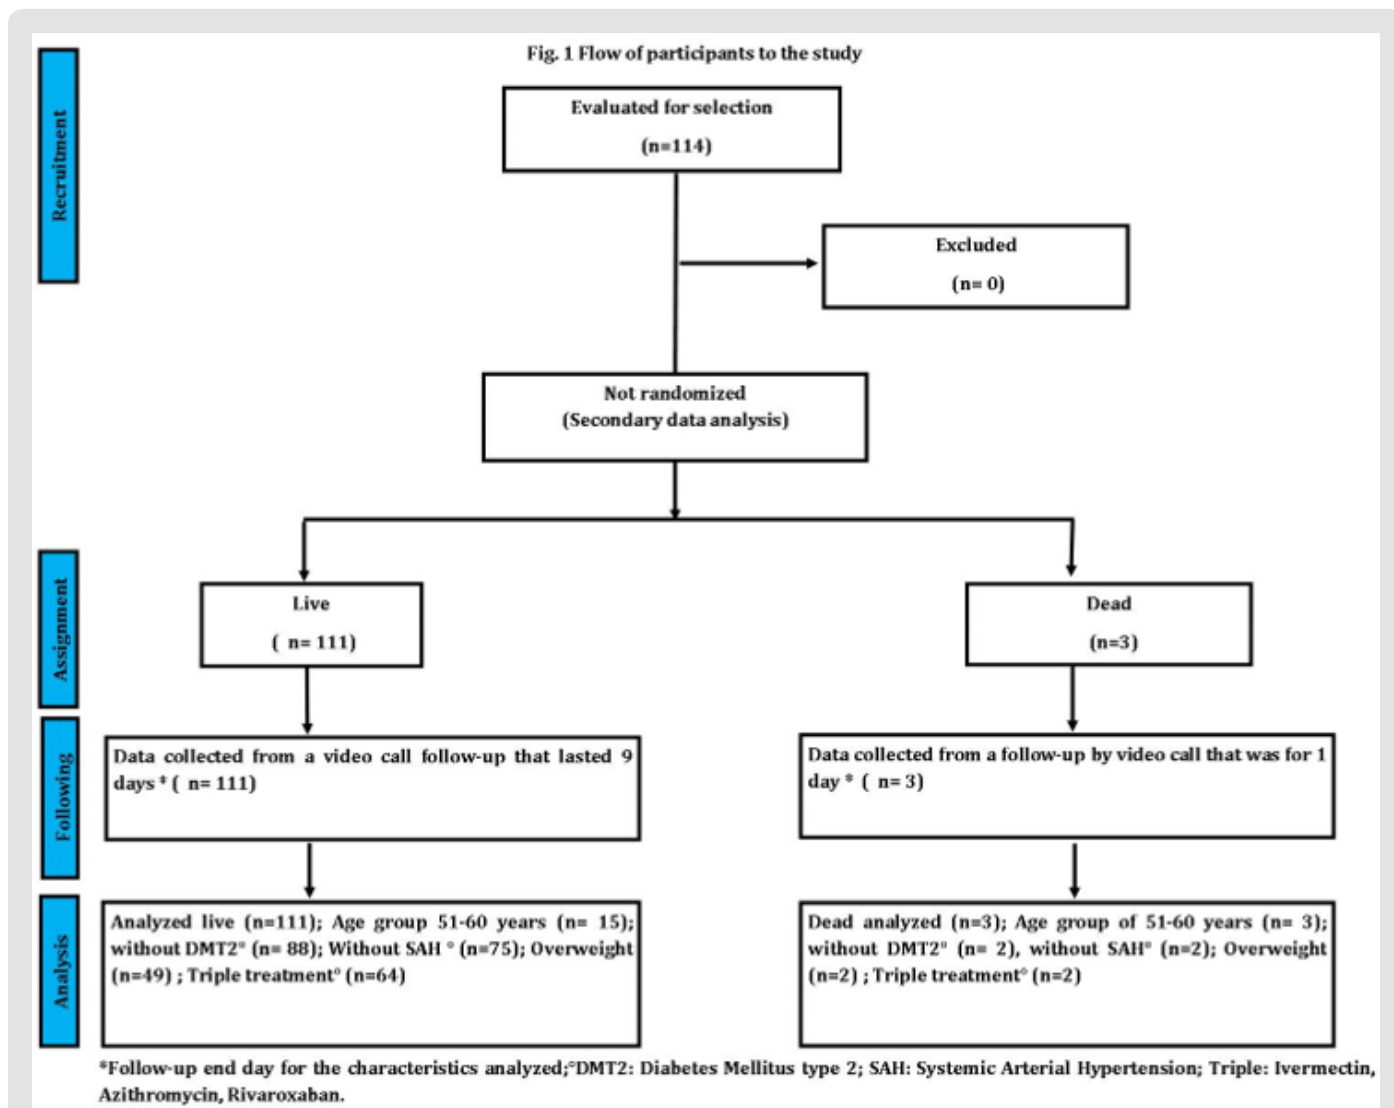 Fig. 1 Flow of participants to the study
Recruitment
Evaluated for selection
(n=114)
Excluded
(n= 0)
Not randomized
(Secondary data analysis)
Assignment
Live
( n= 111)
Dead
(n=3)
Following
Data collected from a video call follow-up that lasted 9
days * ( n= 111)
Data collected from a follow-up by video call that was for 1
day * ( n= 3)
Analysis
Analyzed live (n=111); Age group 51-60 years (n= 15);
without DMT2° (n= 88); Without SAH ° (n=75); Overweight
(n=49) ; Triple treatment° (n=64)
Dead analyzed (n=3); Age group of 51-60 years (n= 3);
without DMT2° (n= 2), without SAH° (n=2); Overweight
(n=2) ; Triple treatment° (n=2)
*Follow-up end day for the characteristics analyzed;°DMT2: Diabetes Mellitus type 2; SAH: Systemic Arterial Hypertension; Triple: Ivermectin,
Azithromycin, Rivaroxaban.